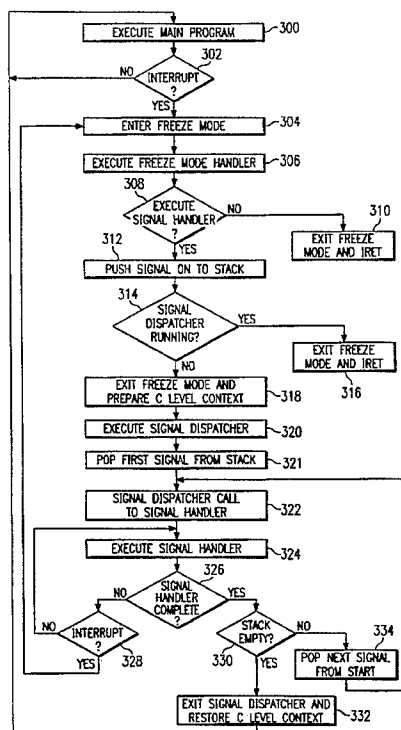 EXECUTE MAIN PROGRAM
300
302
NO
INTERRUPT
?
YES
ENTER FREEZE MODE
304
EXECUTE FREEZE MODE HANDLER
306
308
EXECUTE
SIGNAL HANDLER
?
NO
310
EXIT FREEZE
MODE AND IRET
312
YES
PUSH SIGNAL ON TO STACK
314
SIGNAL
DISPATCHER
RUNNING?
YES
EXIT FREEZE
MODE AND IRET
316
NO
EXIT FREEZE MODE AND
PREPARE C LEVEL CONTEXT
318
EXECUTE SIGNAL DISPATCHER
320
POP FIRST SIGNAL FROM STACK
321
SIGNAL DISPATCHER CALL
TO SIGNAL HANDLER
322
EXECUTE SIGNAL HANDLER
324
326
NO
SIGNAL
HANDLER
COMPLETE
?
YES
NO
INTERRUPT
?
328
YES
STACK
EMPTY?
330
NO
334
YES
POP NEXT SIGNAL
FROM START
EXIT SIGNAL DISPATCHER AND
RESTORE C LEVEL CONTEXT
332